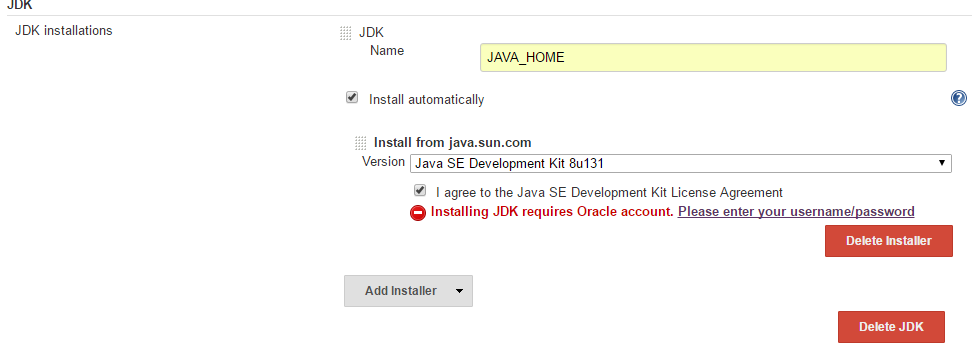 JDK
JDK installations
JDK
Name
JAVA_HOME
Install automatically
?
Install from java.sun.com
Version
Java SE Development Kit 8u131
I agree to the Java SE Development Kit License Agreement
Installing JDK requires Oracle account. Please enter your username/password
Delete Installer
Add Installer
Delete JDK